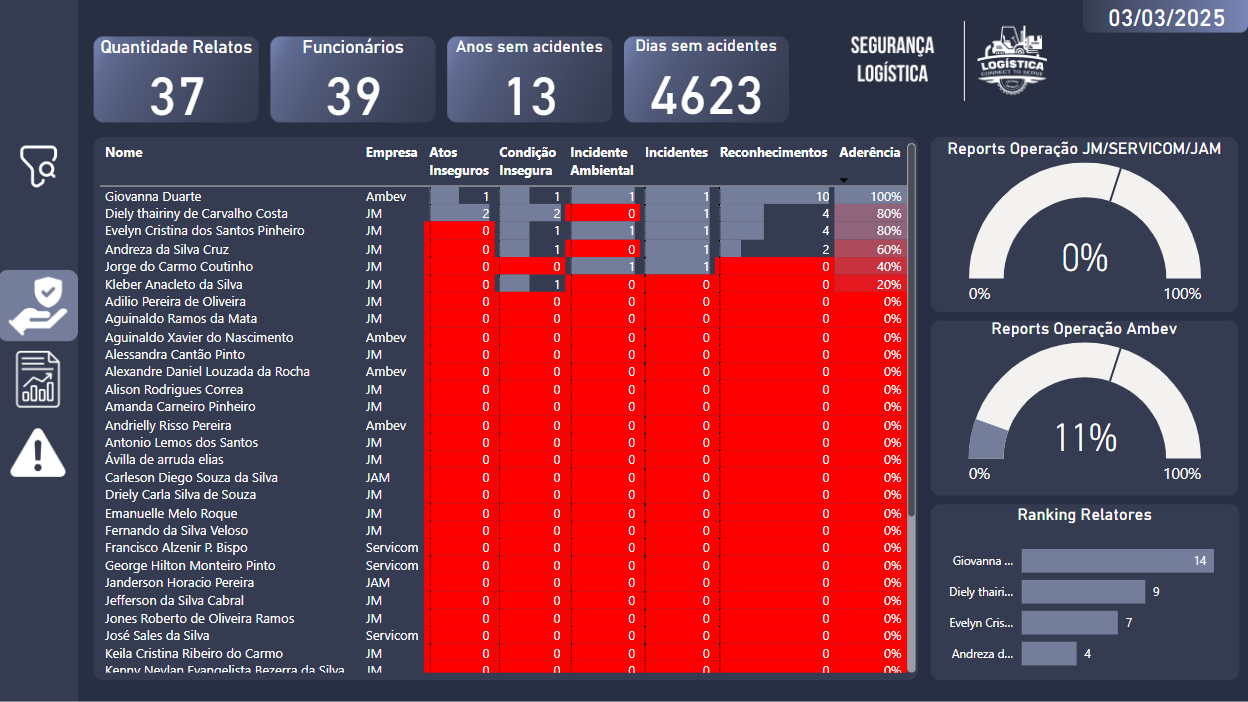 03/03/2025
Quantidade Relatos
37
Funcionários
39
Anos sem acidentes
13
Dias sem acidentes
4623
SEGURANÇA
LOGÍSTICA
LOGÍSTICA
CONNECT TO SERVE
Nome Empresa Atos Inseguros Condição Insegura Incidente Ambiental Incidentes Reconhecimentos Aderência
Giovanna Duarte Ambev 1 1 1 1 10 100%
Diely thairiny de Carvalho Costa JM 2 2 0 1 4 80%
Evelyn Cristina dos Santos Pinheiro JM 0 1 1 1 4 80%
Andreza da Silva Cruz JM 0 1 0 1 2 60%
Jorge do Carmo Coutinho JM 0 0 1 1 0 40%
Kleber Anacleto da Silva JM 0 1 0 0 0 20%
Adilio Pereira de Oliveira JM 0 0 0 0 0 0%
Aguinaldo Ramos da Mata JM 0 0 0 0 0 0%
Aguinaldo Xavier do Nascimento Ambev 0 0 0 0 0 0%
Alessandra Cantão Pinto JM 0 0 0 0 0 0%
Alexandre Daniel Louzada da Rocha Ambev 0 0 0 0 0 0%
Alison Rodrigues Correa JM 0 0 0 0 0 0%
Amanda Carneiro Pinheiro JM 0 0 0 0 0 0%
Andrielly Risso Pereira Ambev 0 0 0 0 0 0%
Antonio Lemos dos Santos JM 0 0 0 0 0 0%
Ávilla de arruda elias JM 0 0 0 0 0 0%
Carleson Diego Souza da Silva JAM 0 0 0 0 0 0%
Driely Carla Silva de Souza JM 0 0 0 0 0 0%
Emanuelle Melo Roque JM 0 0 0 0 0 0%
Fernando da Silva Veloso JM 0 0 0 0 0 0%
Francisco Alzenir P. Bispo Servicom 0 0 0 0 0 0%
George Hilton Monteiro Pinto Servicom 0 0 0 0 0 0%
Janderson Horacio Pereira JAM 0 0 0 0 0 0%
Jefferson da Silva Cabral JM 0 0 0 0 0 0%
Jones Roberto de Oliveira Ramos JM 0 0 0 0 0 0%
José Sales da Silva Servicom 0 0 0 0 0 0%
Keila Cristina Ribeiro do Carmo JM 0 0 0 0 0 0%
Kenny Neylan Evangelista Bezerra da Silva JM 0 0 0 0 0 0%
Reports Operação JM/SERVICOM/JAM
0%
0% 100%
Reports Operação Ambev
11%
0% 100%
Ranking Relatores
Giovanna ... 14
Diely thairi... 9
Evelyn Cris... 7
Andreza d... 4